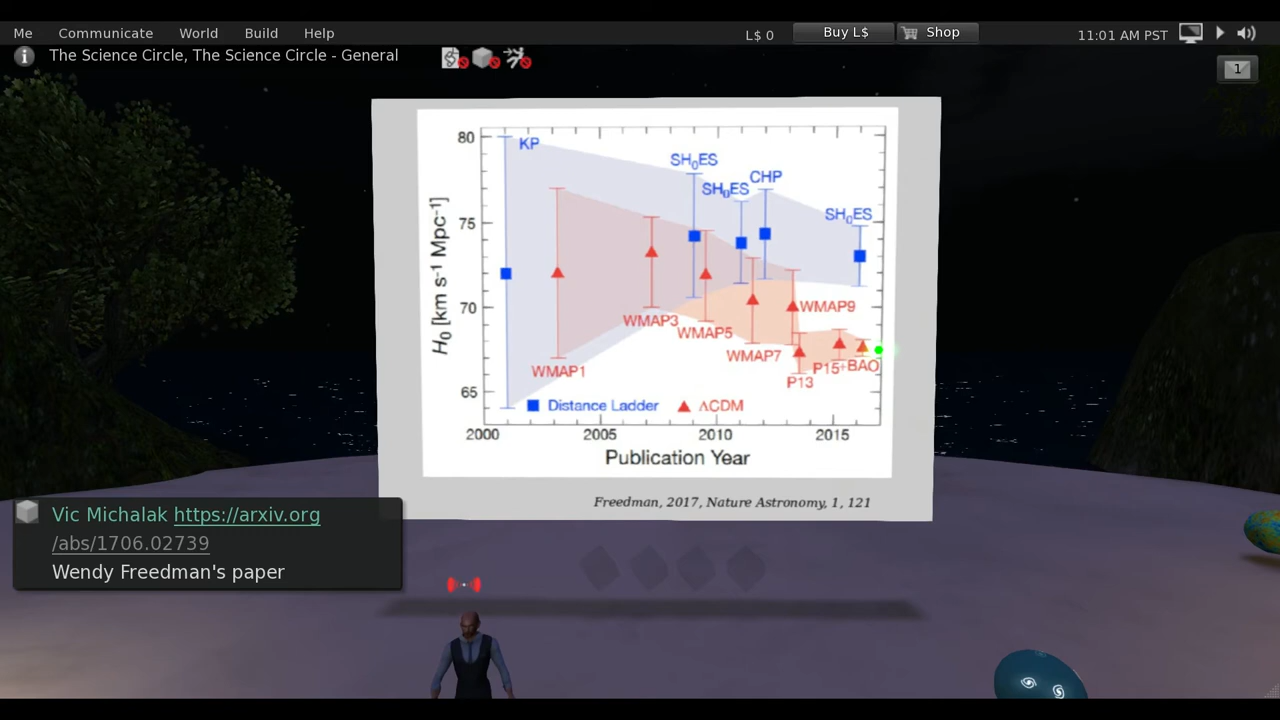 Me Communicate World Build Help L$ 0 Buy L$ Shop 11:01 AM PST
The Science Circle, The Science Circle - General
1
80
KP
SH0ES
CHP
SH0ES
75
SH0ES
H0 [km s-1 Mpc-1]
70
WMAP9
WMAP3
WMAP5
WMAP7
P15+BAO
WMAP1
P13
65
Distance Ladder ΛCDM
2000 2005 2010 2015
Publication Year
Freedman, 2017, Nature Astronomy, 1, 121
Vic Michalak https://arxiv.org
/abs/1706.02739
Wendy Freedman's paper